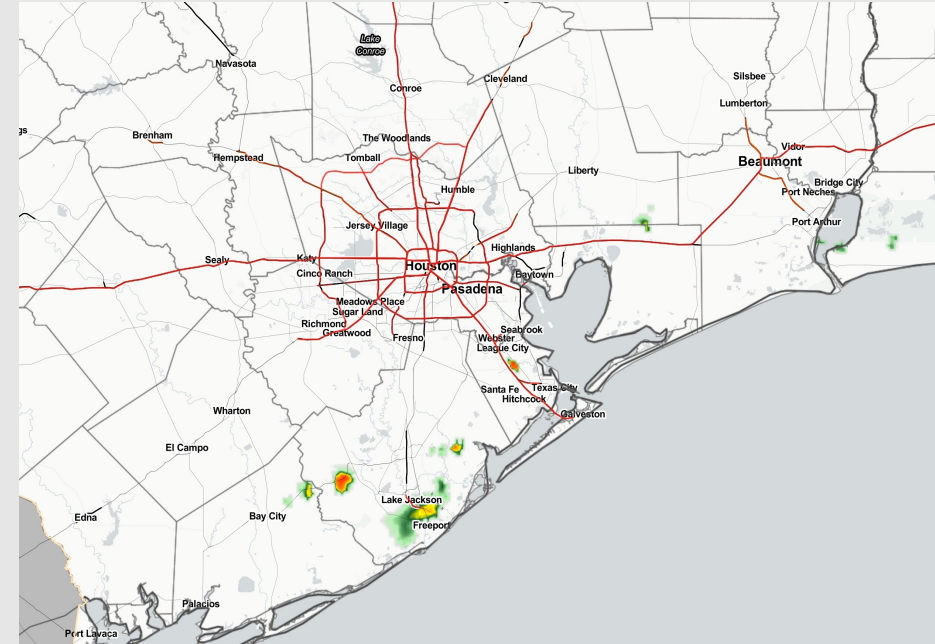 Lake
Conroe
Navasota
Silsbee
Cleveland
Conroe
Lumberton
gs
Brenham
The Woodlands
Vidor
Hempstead
Tomball
Beaumont
Liberty
Bridge City
Humble
Port Neches
Jersey Village
Port Arthur
Highlands
Sealy
Katy
Houston
Cinco Ranch
Baytown
Pasadena
Meadows Place
Sugar Land
Richmond
Greatwood
Seabrook
Fresno
Webster
League City
Santa Fe
Texas City
Hitchcock
Wharton
Galveston
El Campo
Lake Jackson
Edna
Bay City
Freeport
Palacios
Port Lavaca